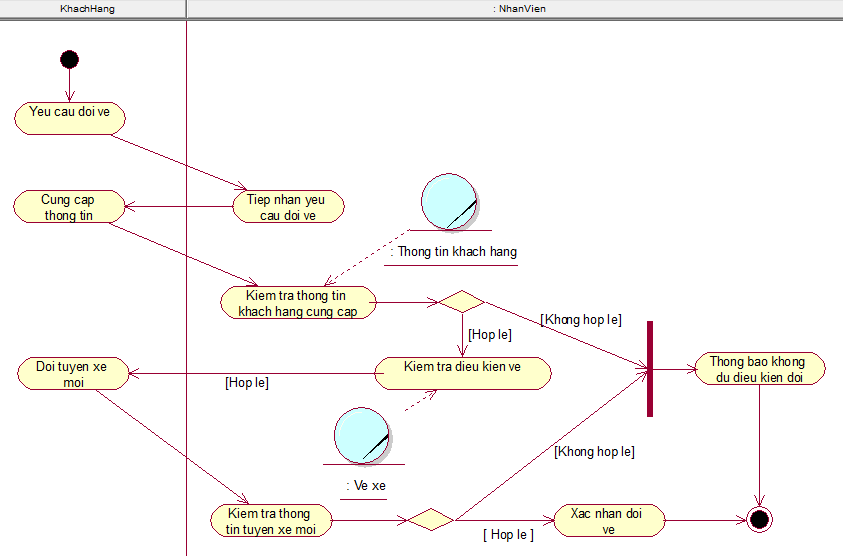 KhachHang
: NhanVien
Yeu cau doi ve
Cung cap
thong tin
Tiep nhan yeu
cau doi ve
: Thong tin khach hang
Kiem tra thong tin
khach hang cung cap
[Khong hop le]
[Hop le]
Doi tuyen xe
moi
[Hop le]
Kiem tra dieu kien ve
Thong bao khong
du dieu kien doi
: Ve xe
[Khong hop le]
Kiem tra thong
tin tuyen xe moi
[ Hop le ]
Xac nhan doi
ve